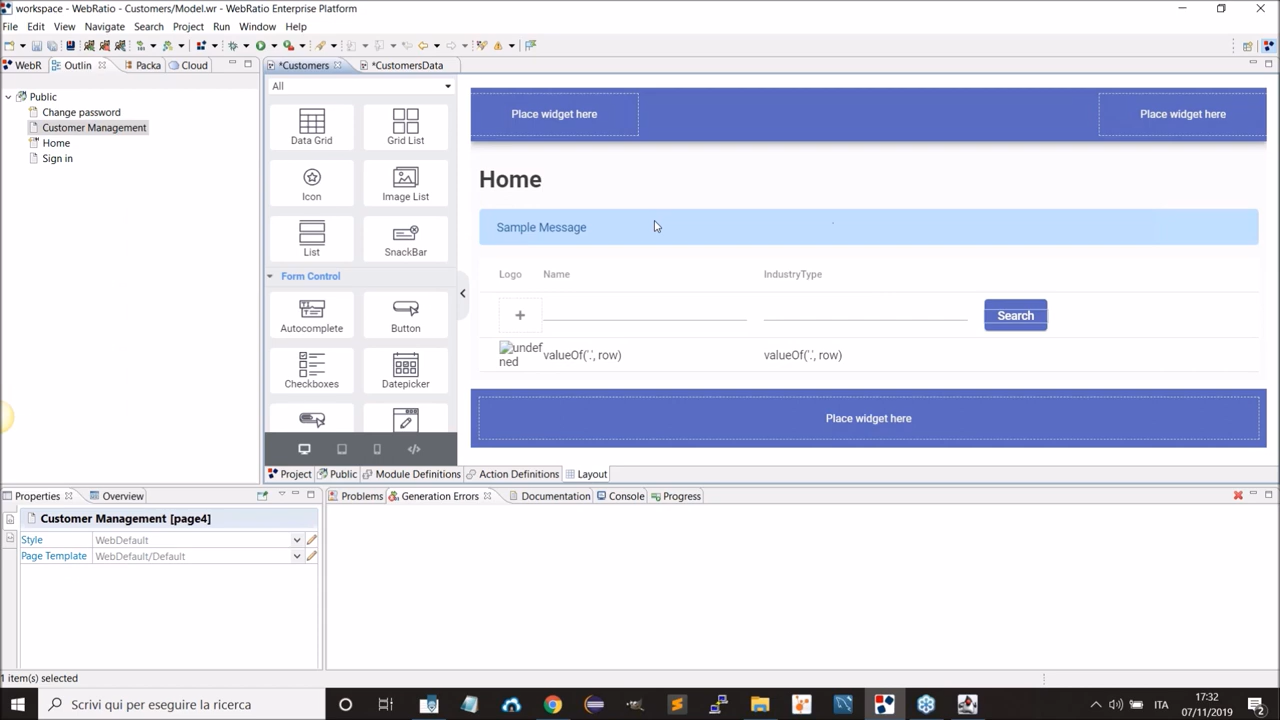 workspace - WebRatio - Customers/Model.wr - WebRatio Enterprise Platform
File Edit View Navigate Search Project Run Window Help
WebR Outlin Packa Cloud *Customers *CustomersData
Public
Change password
Customer Management
Home
Sign in
All
Data Grid Grid List
Icon Image List
List SnackBar
Form Control
Autocomplete Button
Checkboxes Datepicker
Place widget here Place widget here
Home
Sample Message
Logo Name IndustryType
+ Search
undefined valueOf('.', row) valueOf('.', row)
Place widget here
Project Public Module Definitions Action Definitions Layout
Properties Overview Problems Generation Errors Documentation Console Progress
Customer Management [page4]
Style WebDefault
Page Template WebDefault/Default
1 item(s) selected
Scrivi qui per eseguire la ricerca
ITA 17:32
07/11/2019
2